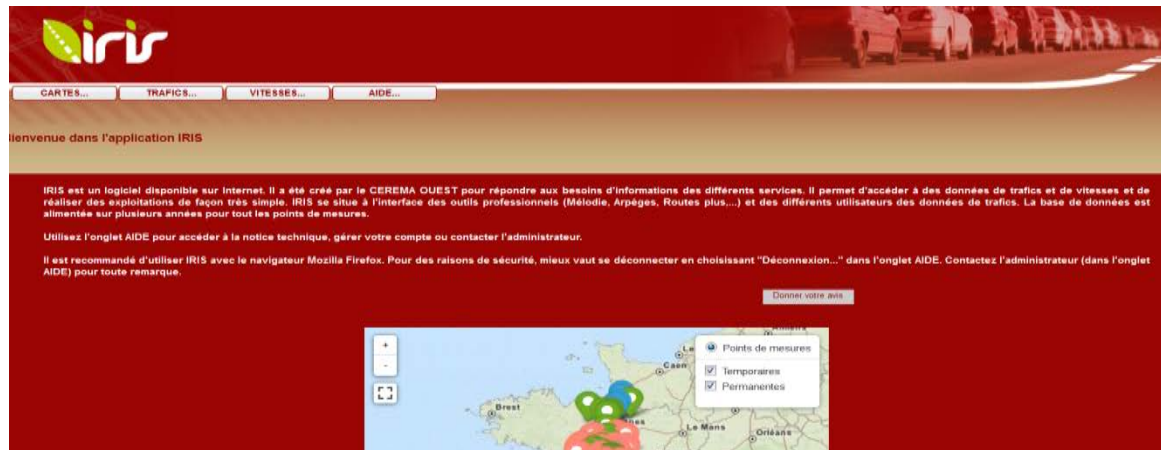 iris
CARTES... TRAFICS... VITESSES... AIDE...
ienvenue dans l'application IRIS
IRIS est un logiciel disponible sur Internet. Il a été créé par le CEREMA OUEST pour répondre aux besoins d'informations des différents services. Il permet d'accéder à des données de trafics et de vitesses et de
réaliser des exploitations de façon très simple. IRIS se situe à l'interface des outils professionnels (Mélodie, Arpèges, Routes plus,...) et des différents utilisateurs des données de trafics. La base de données est
alimentée sur plusieurs années pour tout les points de mesures.
Utilisez l'onglet AIDE pour accéder à la notice technique, gérer votre compte ou contacter l'administrateur.
Il est recommandé d'utiliser IRIS avec le navigateur Mozilla Firefox. Pour des raisons de sécurité, mieux vaut se déconnecter en choisissant "Déconnexion..." dans l'onglet AIDE. Contactez l'administrateur (dans l'onglet
AIDE) pour toute remarque.
Donner votre avis
+
Le
Points de mesures
-
Caen
Temporaires
Permanentes
Brest
nes
Le Mans
Orléans